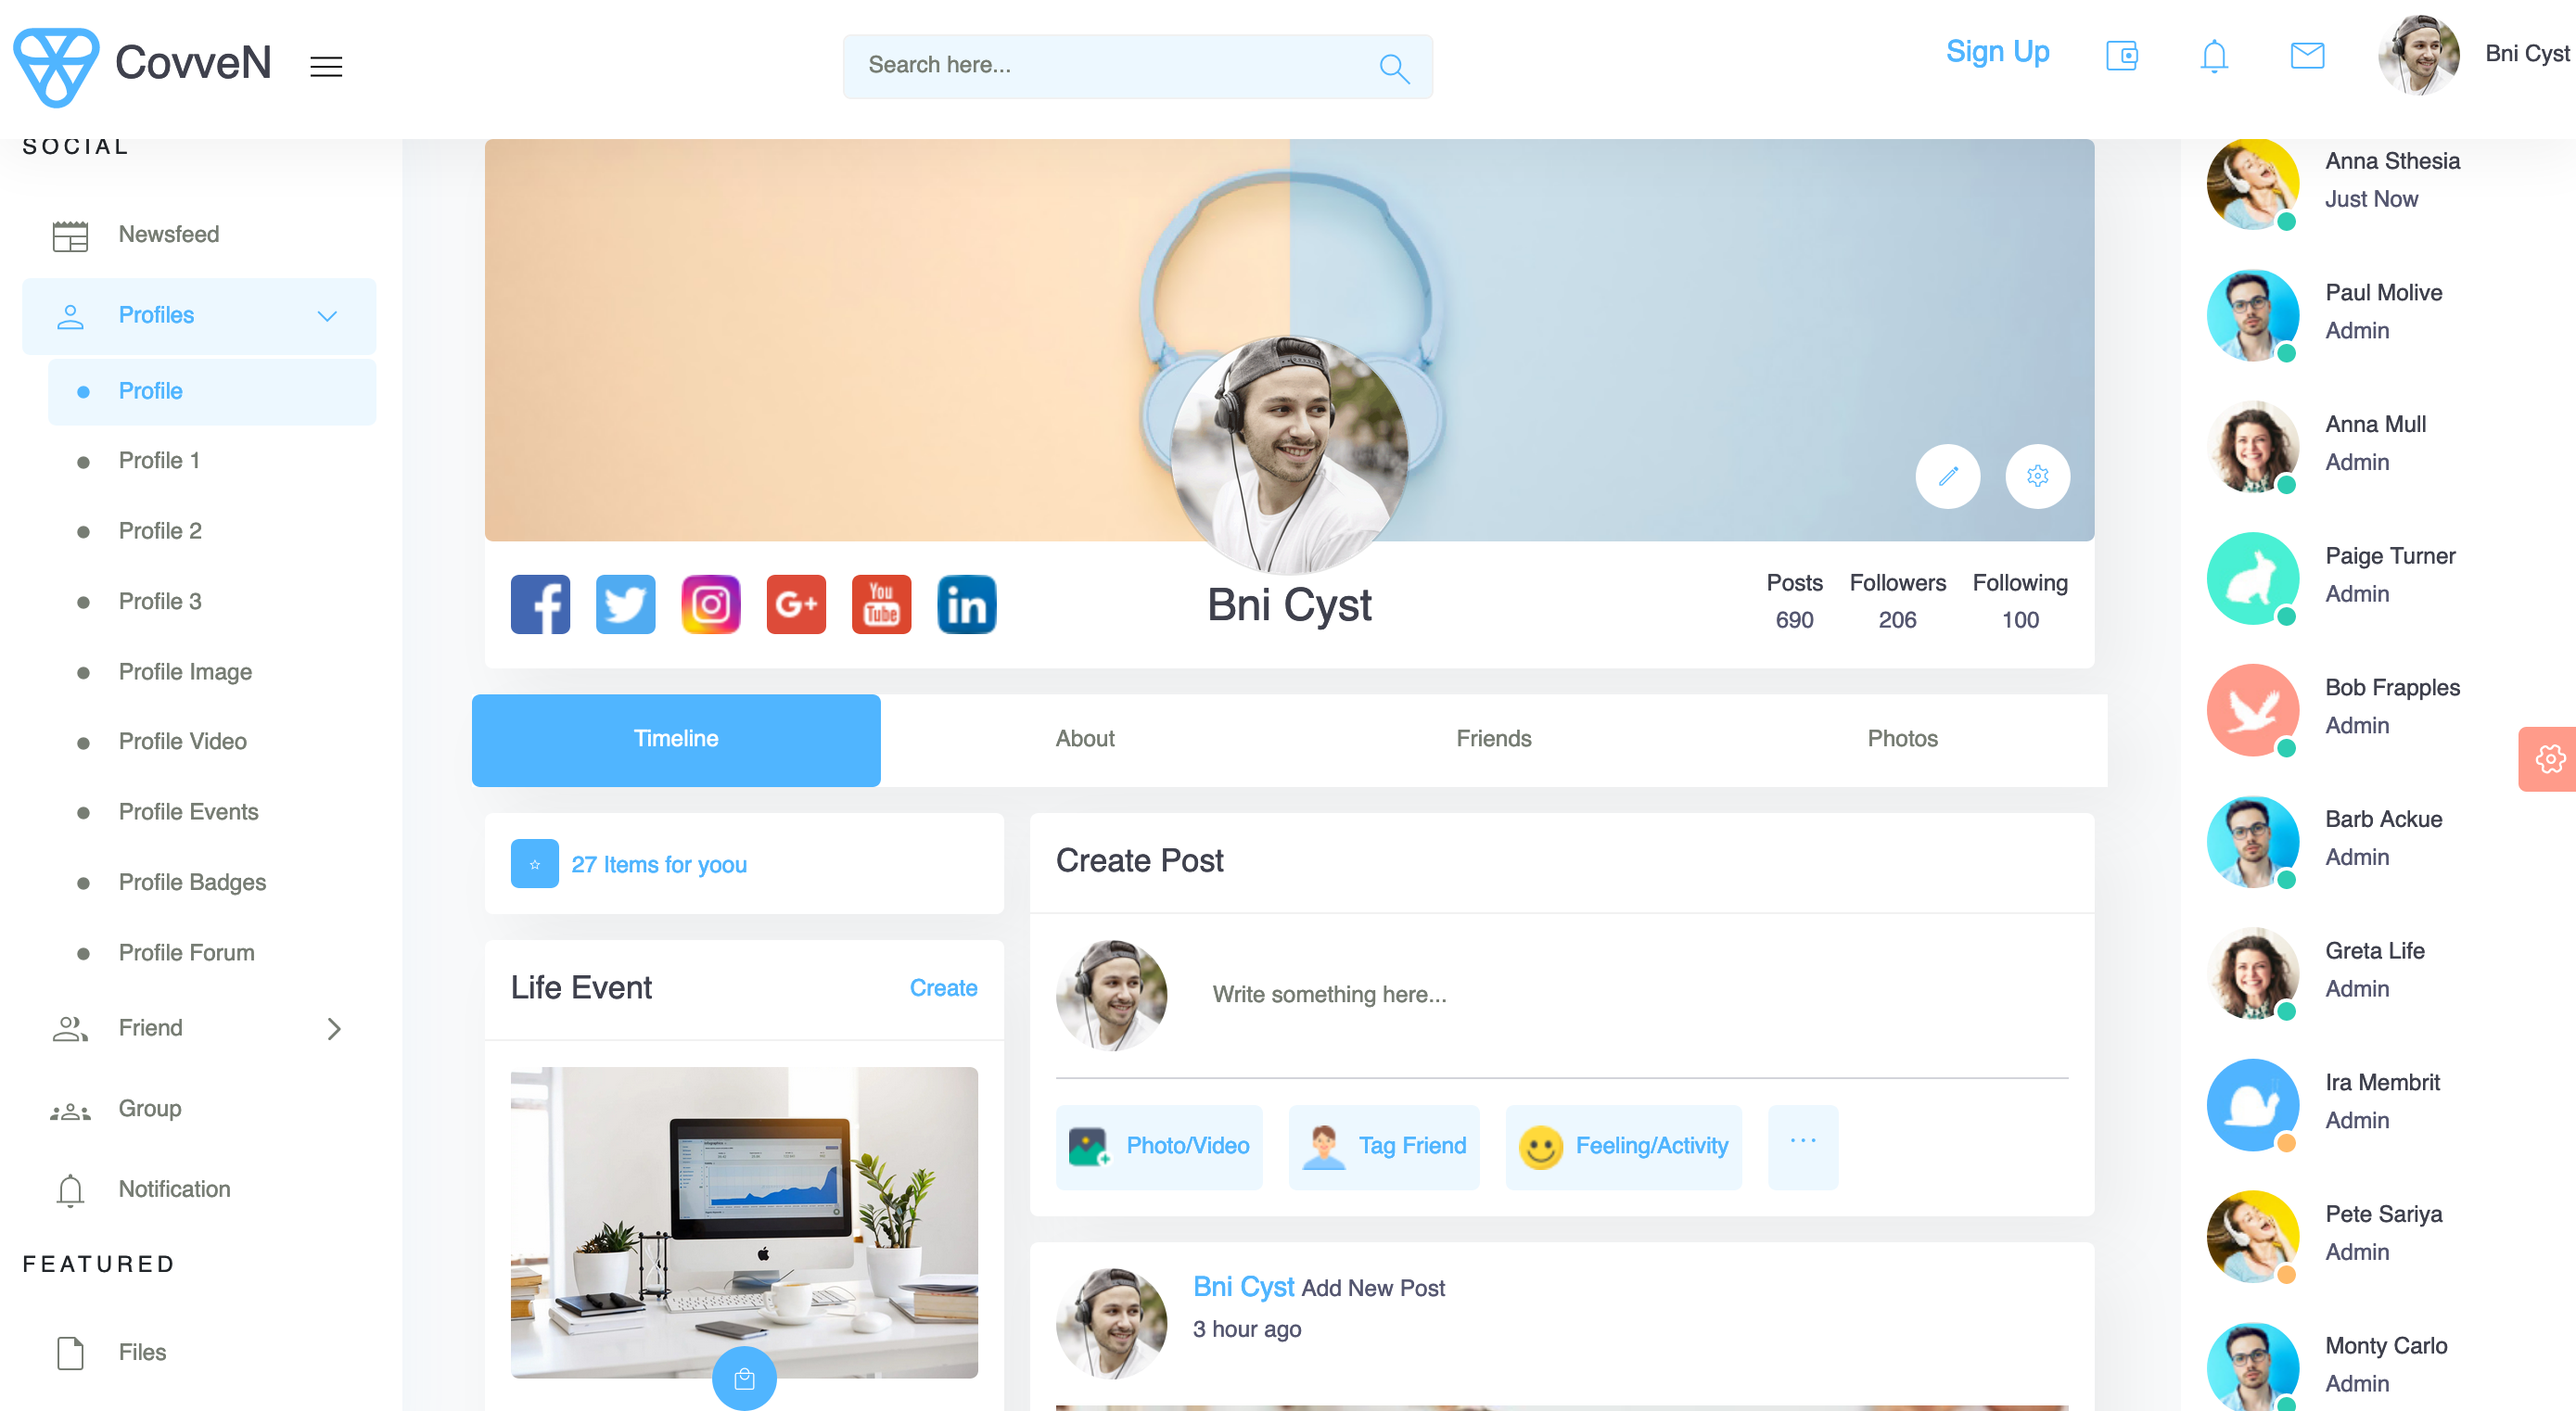 CovveN
Search here...
Sign Up
Bni Cyst
SOCIAL
Newsfeed
Profiles
Profile
Profile 1
Profile 2
Profile 3
Profile Image
Profile Video
Profile Events
Profile Badges
Profile Forum
Friend
Group
Notification
FEATURED
Files
You
Tube
in
Bni Cyst
Posts
690
Followers
206
Following
100
Timeline
About
Friends
Photos
27 Items for yoou
Life Event
Create
Create Post
Write something here...
Photo/Video
Tag Friend
Feeling/Activity
...
Bni Cyst Add New Post
3 hour ago
Anna Sthesia
Just Now
Paul Molive
Admin
Anna Mull
Admin
Paige Turner
Admin
Bob Frapples
Admin
Barb Ackue
Admin
Greta Life
Admin
Ira Membrit
Admin
Pete Sariya
Admin
Monty Carlo
Admin